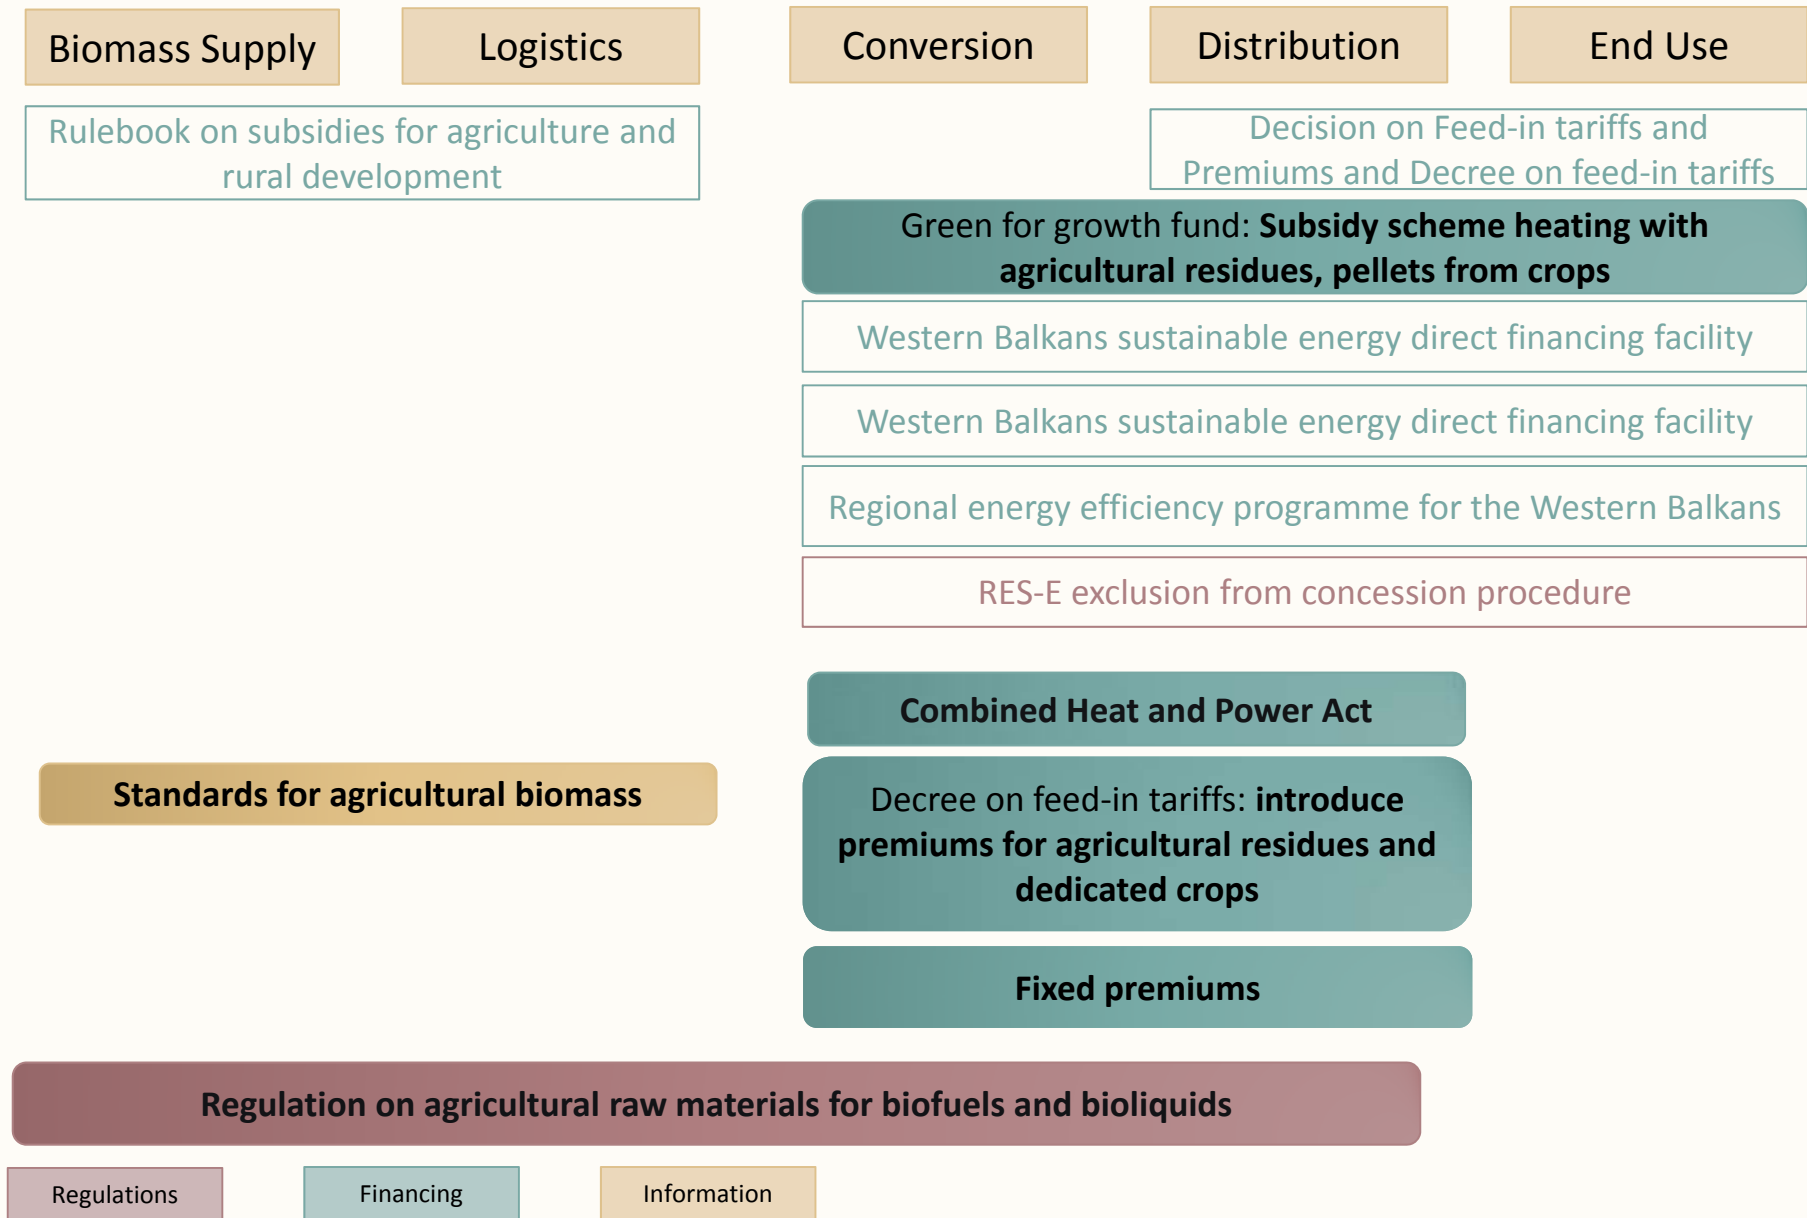 Biomass Supply
Logistics
Conversion
Distribution
End Use
Rulebook on subsidies for agriculture and
rural development
Decision on Feed-in tariffs and
Premiums and Decree on feed-in tariffs
Green for growth fund: Subsidy scheme heating with
agricultural residues, pellets from crops
Western Balkans sustainable energy direct financing facility
Western Balkans sustainable energy direct financing facility
Regional energy efficiency programme for the Western Balkans
RES-E exclusion from concession procedure
Combined Heat and Power Act
Standards for agricultural biomass
Decree on feed-in tariffs: introduce
premiums for agricultural residues and
dedicated crops
Fixed premiums
Regulation on agricultural raw materials for biofuels and bioliquids
Regulations
Financing
Information